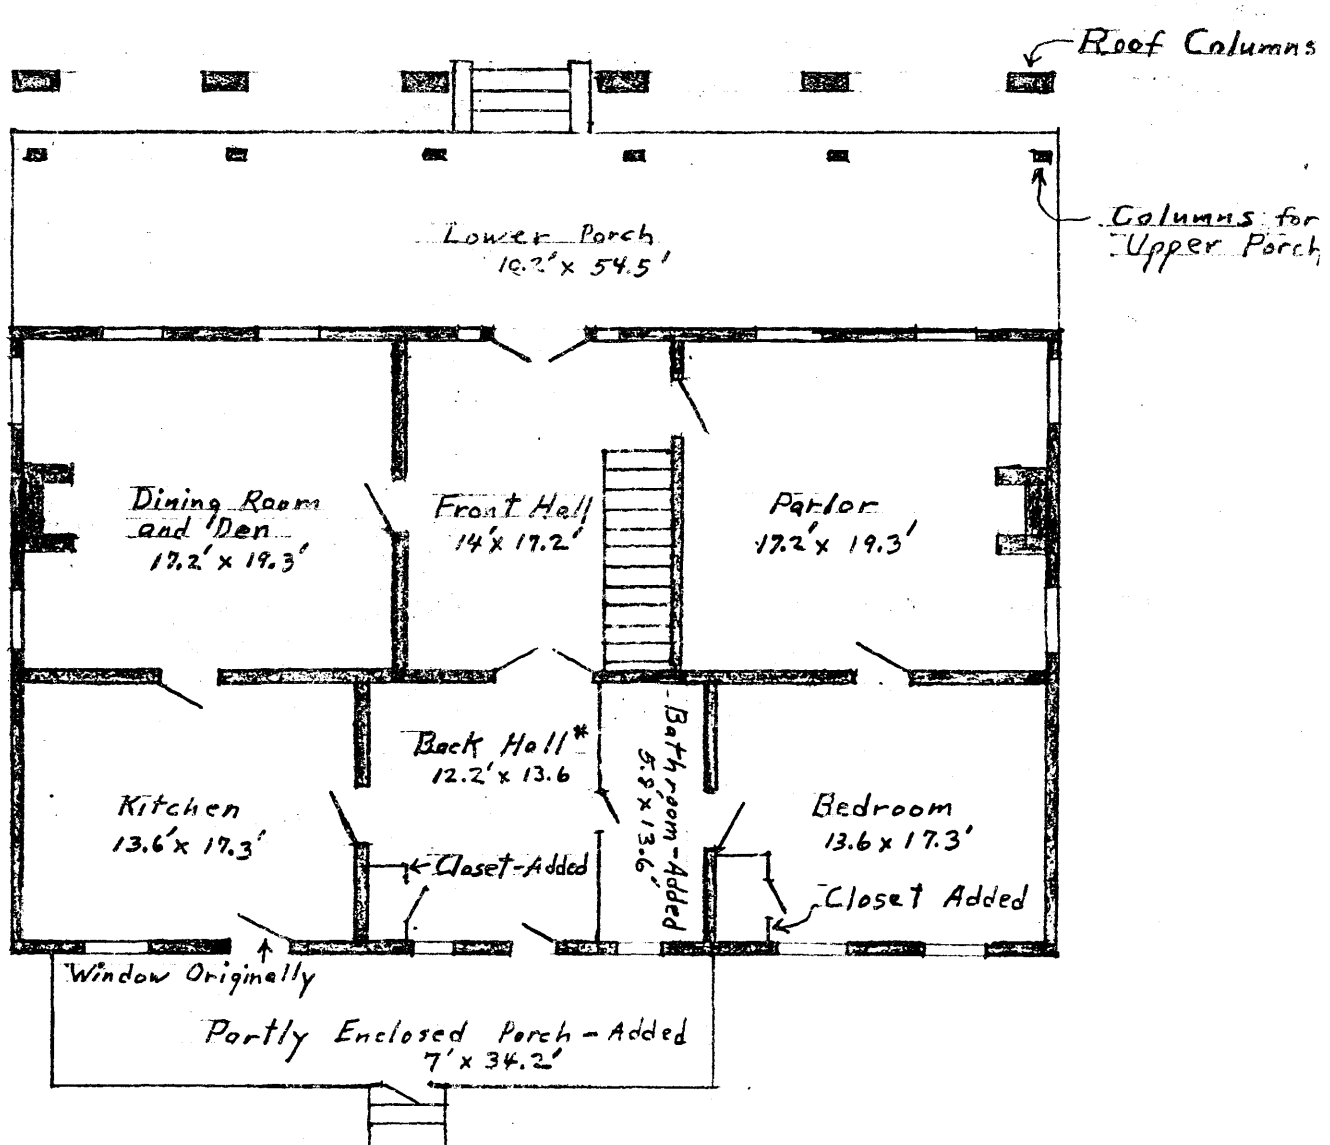 Roof Columns
Columns for
Upper Porch
Lower Porch
10.2' x 54.5'
Dining Room
and Den
17.2' x 19.3'
Front Hall
14' x 17.2'
Parlor
17.2' x 19.3'
Back Hall*
12.2' x 13.6
Bathroom-Added
5.8 x 13.6'
Kitchen
13.6' x 17.3'
Bedroom
13.6 x 17.3'
Closet-Added
Closet Added
Window Originally
Partly Enclosed Porch-Added
7' x 34.2'